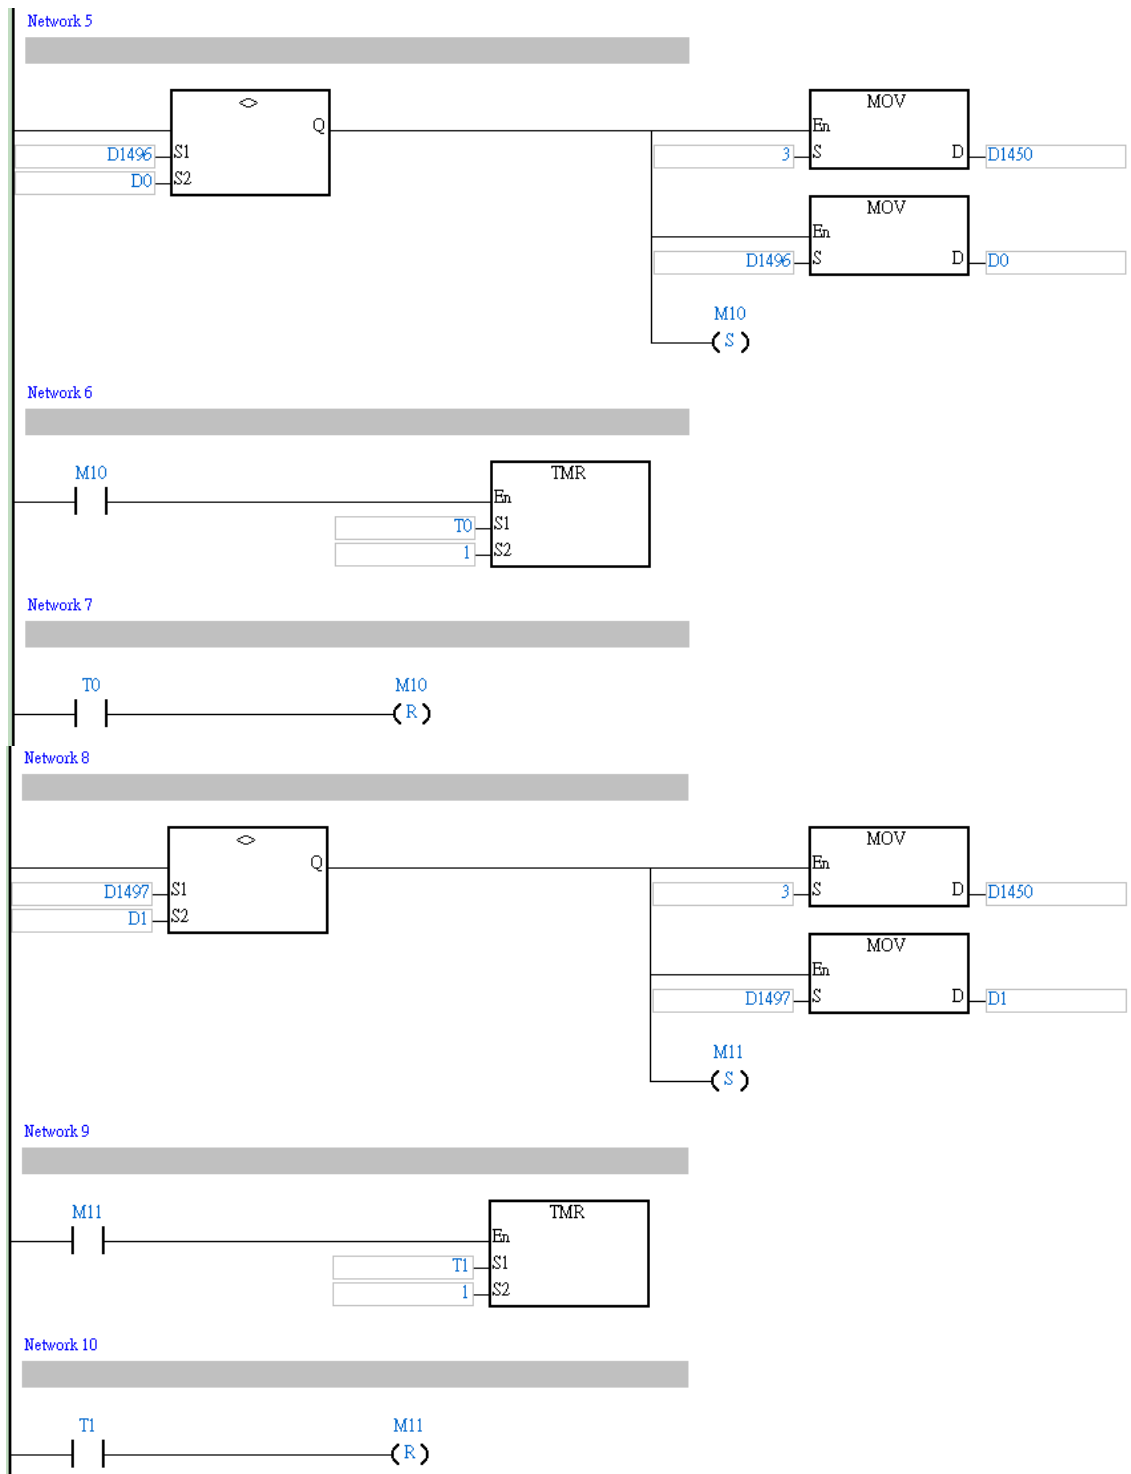 Network 5
<> MOV
Q En
D1496 S1 3 S D D1450
D0 S2
MOV
En
D1496 S D D0
M10
( S )
Network 6
M10 TMR
En
T0 S1
1 S2
Network 7
T0 M10
( R )
Network 8
<> MOV
Q En
D1497 S1 3 S D D1450
D1 S2
MOV
En
D1497 S D D1
M11
( S )
Network 9
M11 TMR
En
T1 S1
1 S2
Network 10
T1 M11
( R )